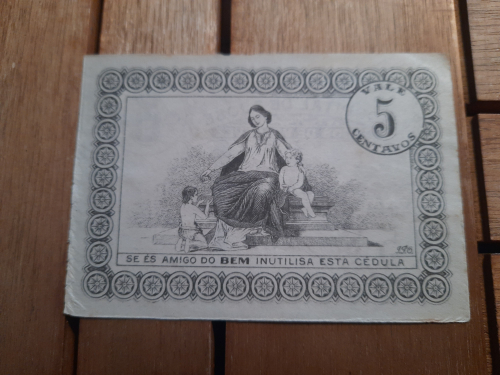 VALE
5
CENTAVOS
SE ÉS AMIGO DO BEM INUTILISA ESTA CÉDULA